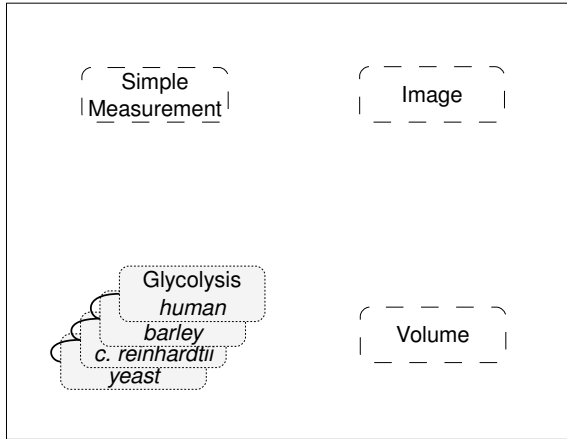 Simple
Measurement
Image
Glycolysis
human
barley
c. reinhardtii
yeast
Volume